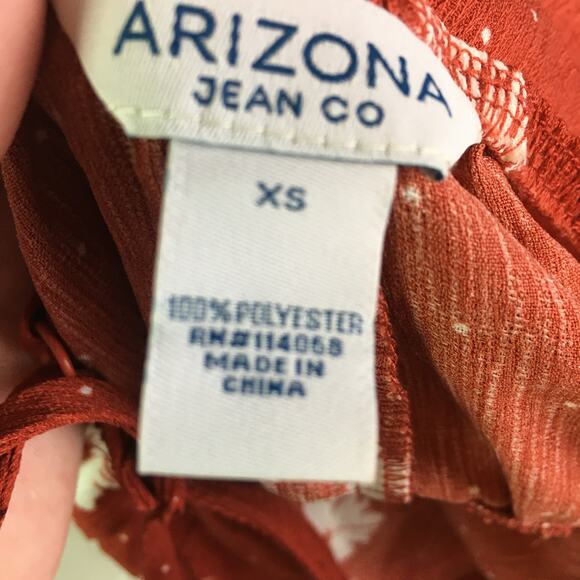 ARIZONA
JEAN CO
XS
100% POLYESTER
RN#114068
MADE IN
CHINA